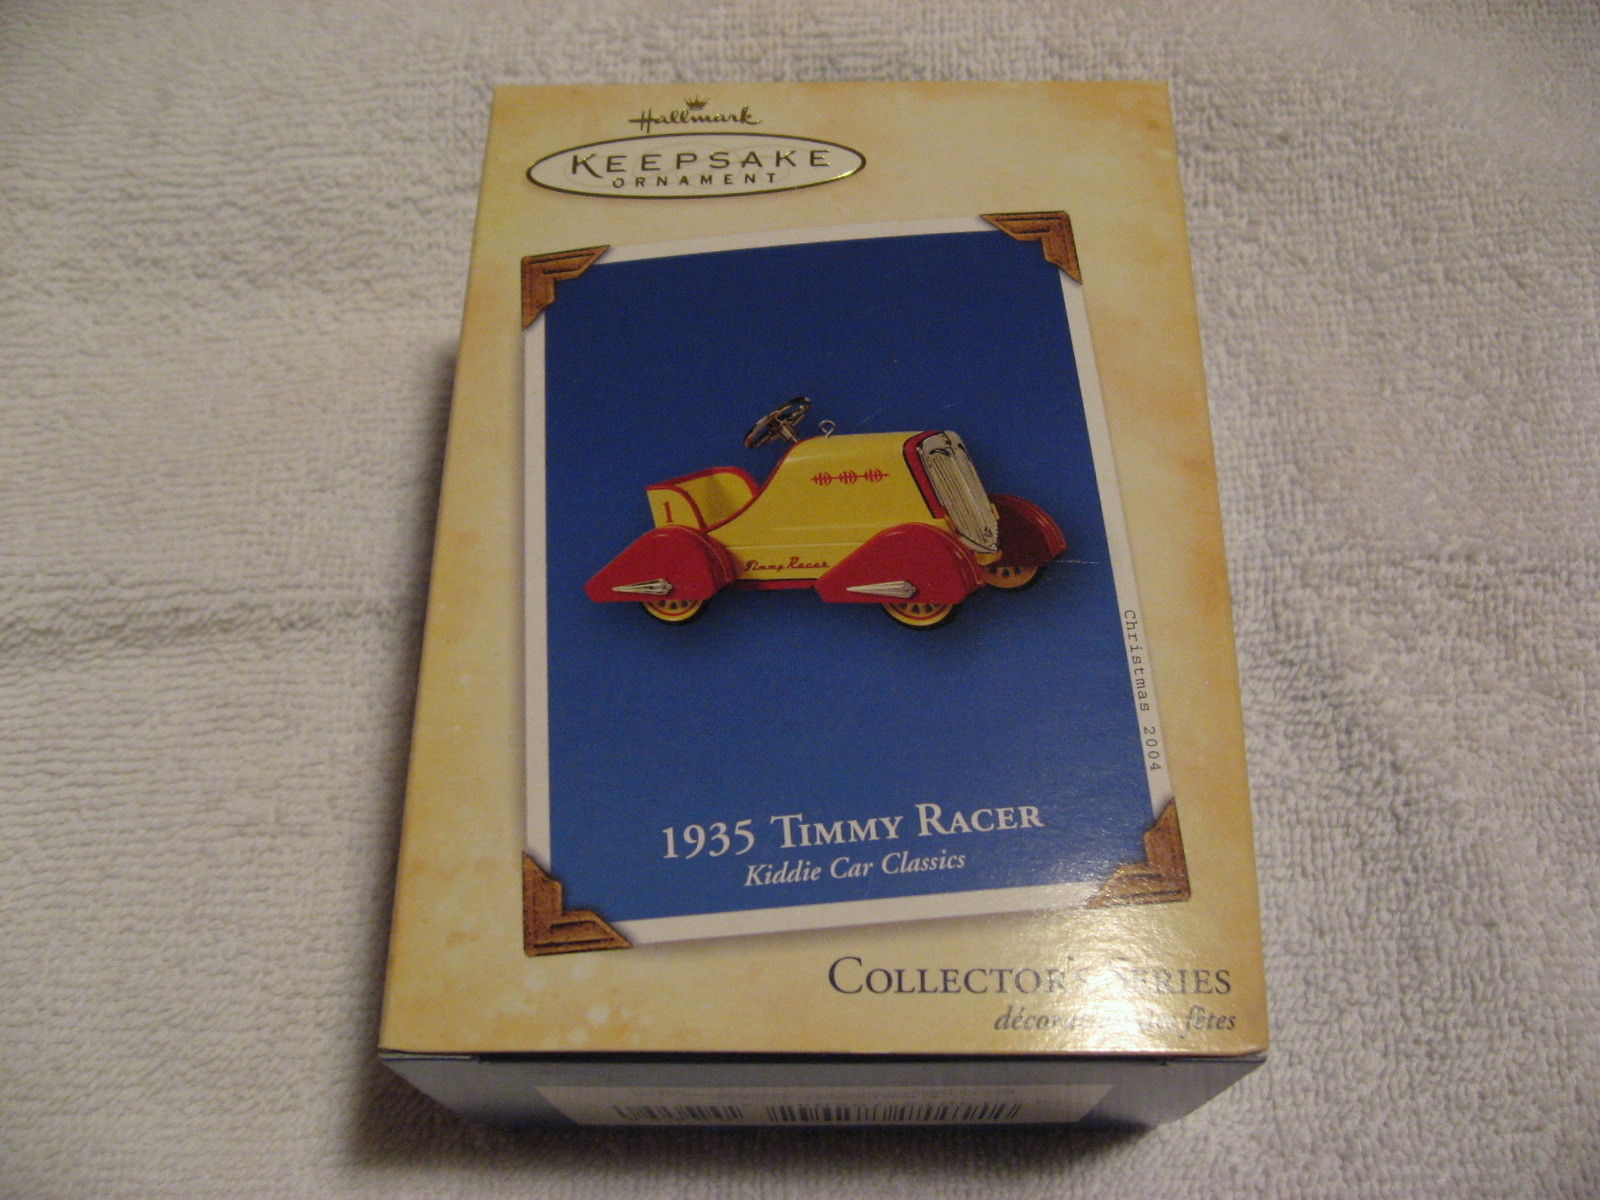 Hallmark
KEEPSAKE
ORNAMENT
1
Timmy Racer
Christmas 2004
1935 TIMMY RACER
Kiddie Car Classics
COLLECTOR'S SERIES
fêtes